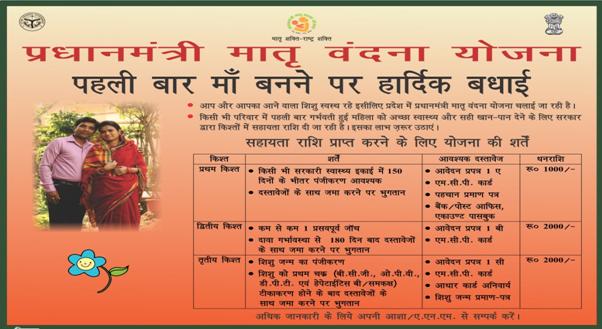 मातृ शक्ति-राष्ट्र शक्ति
प्रधानमंत्री मातृ वंदना योजना
पहली बार माँ बनने पर हार्दिक बधाई
• आप और आपका आने वाला शिशु स्वस्थ रहे इसीलिए प्रदेश में प्रधानमंत्री मातृ वंदना योजना चलाई जा रही है।
• किसी भी परिवार में पहली बार गर्भवती हुई महिला को अच्छा स्वास्थ्य और सही खान-पान देने के लिए सरकार
द्वारा किश्तों में सहायता राशि दी जा रही है। इसका लाभ ज़रूर उठाएं।
सहायता राशि प्राप्त करने के लिए योजना की शर्तें
किश्त शर्तें आवश्यक दस्तावेज धनराशि
प्रथम किश्त • किसी भी सरकारी स्वास्थ्य इकाई में 150 • आवेदन प्रपत्र 1 ए रू० 1000/-
दिनों के भीतर पंजीकरण आवश्यक • एम.सी.पी. कार्ड
• दस्तावेजों के साथ जमा करने पर भुगतान • पहचान प्रमाण पत्र
• बैंक/पोस्ट आफिस,
एकाउण्ट पासबुक
द्वितीय किश्त • कम से कम 1 प्रसवपूर्व जाँच • आवेदन प्रपत्र 1 बी रू० 2000/-
• दावा गर्भावस्था से 180 दिन बाद दस्तावेजों • एम.सी.पी. कार्ड
के साथ जमा करने पर भुगतान
तृतीय किश्त • शिशु जन्म का पंजीकरण • आवेदन प्रपत्र 1 सी रू० 2000/-
• शिशु को प्रथम चक्र (बी.सी.जी., ओ.पी.वी., • एम.सी.पी. कार्ड
डी.पी.टी. एवं हेपेटाईटिस बी/समकक्ष) • आधार कार्ड अनिवार्य
टीकाकरण होने के बाद दस्तावेजों के • शिशु जन्म प्रमाण-पत्र
साथ जमा करने पर भुगतान
अधिक जानकारी के लिये अपनी आशा/ए.एन.एम. से सम्पर्क करें।